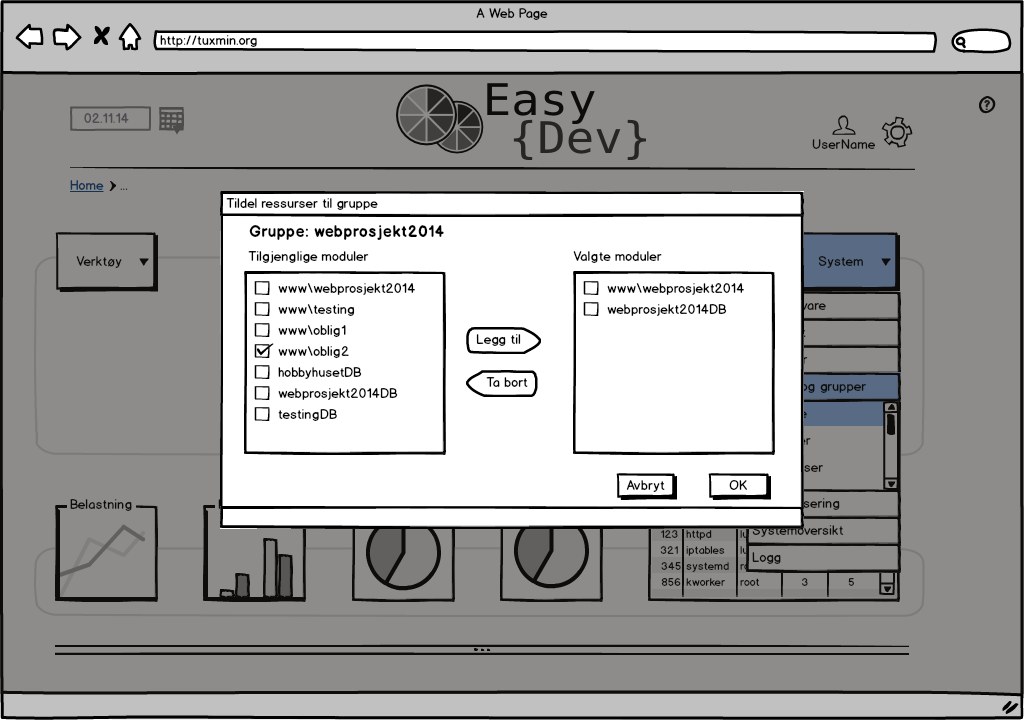 A Web Page
http://tuxmin.org
02.11.14
Easy
{Dev}
?
UserName
Home
...
Tildel ressurser til gruppe
Gruppe: webprosjekt2014
Tilgjenglige moduler
www\webprosjekt2014
www\testing
www\oblig1
www\oblig2
hobbyhusetDB
webprosjekt2014DB
testingDB
Legg til
Ta bort
Valgte moduler
www\webprosjekt2014
webprosjekt2014DB
Avbryt
OK
Verktøy
System
vare
og grupper
ser
sering
Systemoversikt
Logg
Belastning
123 httpd
321 iptables
345 systemd
856 kworker root 3 5